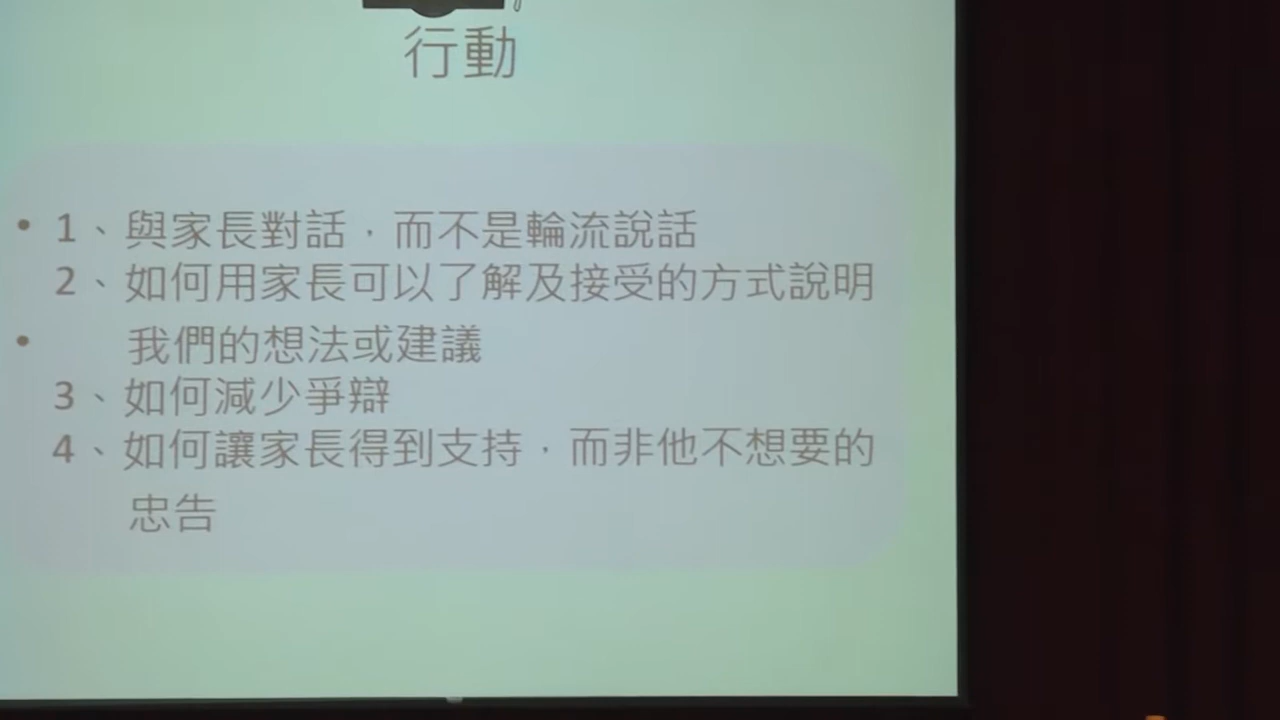 行動
• 1、與家長對話，而不是輪流說話
2、如何用家長可以了解及接受的方式說明
• 我們的想法或建議
3、如何減少爭辯
4、如何讓家長得到支持，而非他不想要的
忠告